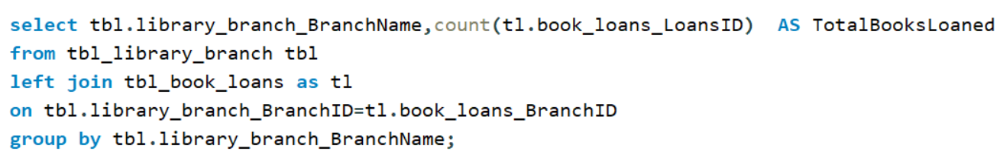 select tbl.library_branch_BranchName,count(tl.book_loans_LoansID)  AS TotalBooksLoaned
from tbl_library_branch tbl
left join tbl_book_loans as tl
on tbl.library_branch_BranchID=tl.book_loans_BranchID
group by tbl.library_branch_BranchName;